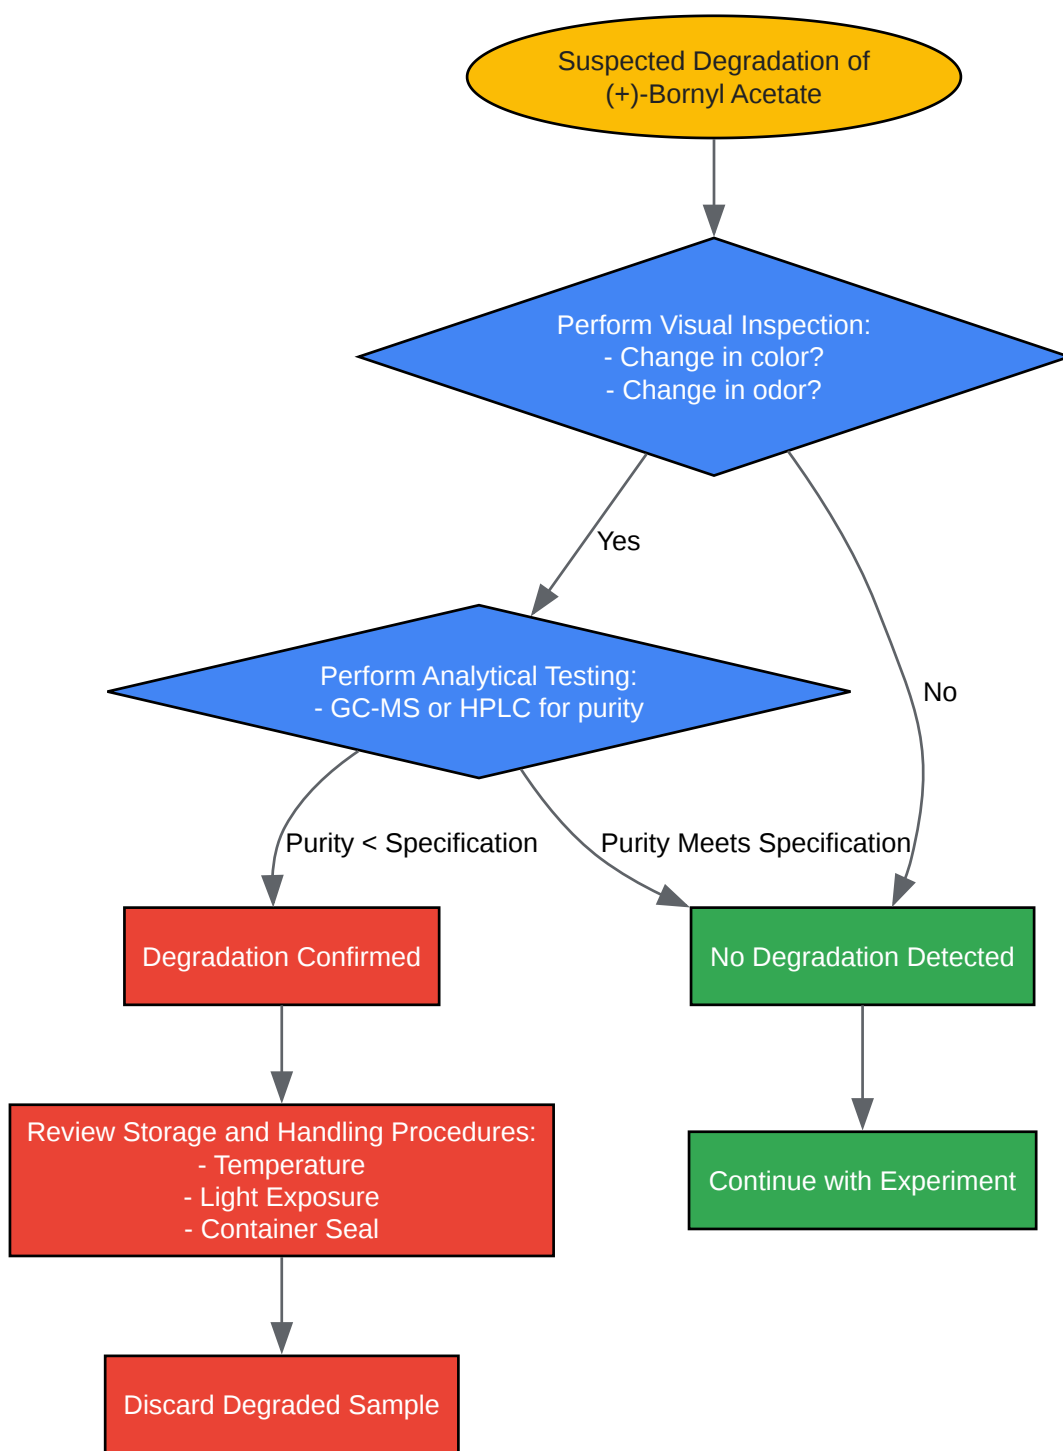 Suspected Degradation of
(+)-Bornyl Acetate
Perform Visual Inspection:
- Change in color?
- Change in odor?
Yes
No
Perform Analytical Testing:
- GC-MS or HPLC for purity
Purity < Specification
Purity Meets Specification
Degradation Confirmed
No Degradation Detected
Review Storage and Handling Procedures:
- Temperature
- Light Exposure
- Container Seal
Continue with Experiment
Discard Degraded Sample